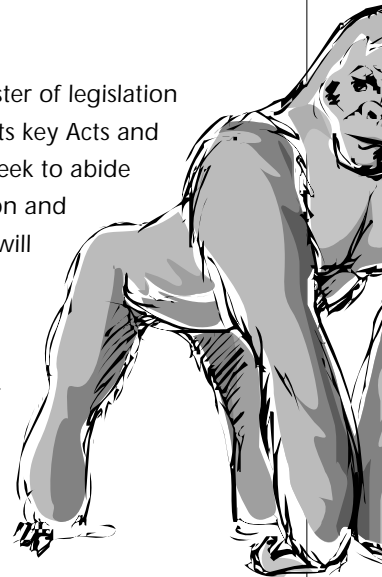 ster of legislation
ts key Acts and
eek to abide
on and
will